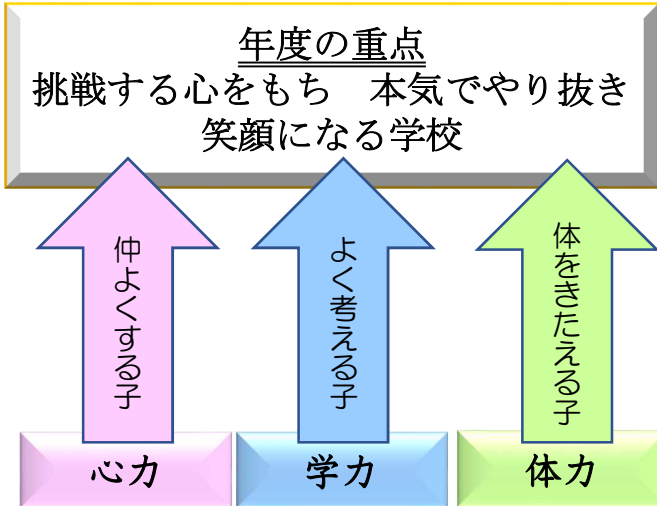 年度の重点
挑戦する心をもち　本気でやり抜き
笑顔になる学校
仲よくする子
よく考える子
体をきたえる子
心力
学力
体力